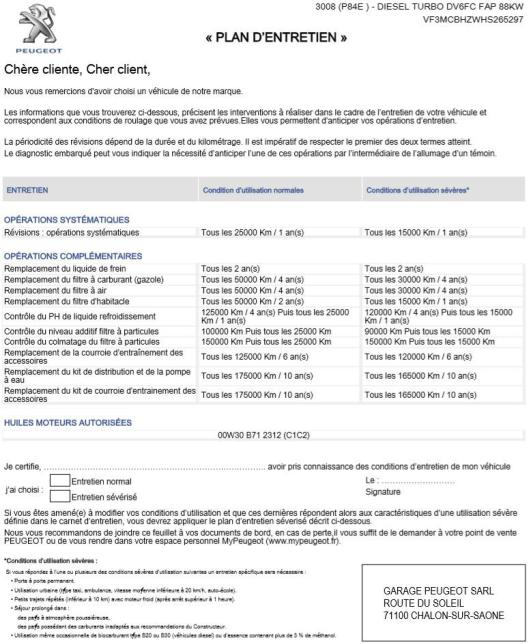 3008 (P84E ) - DIESEL TURBO DV6FC FAP 88KW
VF3MCBHZWHS265297
« PLAN D'ENTRETIEN »
PEUGEOT
Chère cliente, Cher client,
Nous vous remercions d'avoir choisi un véhicule de notre marque.
Les informations que vous trouverez ci-dessous, précisent les interventions à réaliser dans le cadre de l'entretien de votre véhicule et
correspondent aux conditions de roulage que vous avez prévues.Elles vous permettent d'anticiper vos opérations d'entretien.
La périodicité des révisions dépend de la durée et du kilométrage. Il est impératif de respecter le premier des deux termes atteint.
Le diagnostic embarqué peut vous indiquer la nécessité d'anticiper l'une de ces opérations par l'intermédiaire de l'allumage d'un témoin.
ENTRETIEN Condition d'utilisation normales Conditions d'utilisation sévères*
OPÉRATIONS SYSTÉMATIQUES
Révisions : opérations systématiques Tous les 25000 Km / 1 an(s) Tous les 15000 Km / 1 an(s)
OPÉRATIONS COMPLÉMENTAIRES
Remplacement du liquide de frein Tous les 2 an(s) Tous les 2 an(s)
Remplacement du filtre à carburant (gazole) Tous les 50000 Km / 4 an(s) Tous les 30000 Km / 4 an(s)
Remplacement du filtre à air Tous les 50000 Km / 4 an(s) Tous les 30000 Km / 4 an(s)
Remplacement du filtre d'habitacle Tous les 50000 Km / 2 an(s) Tous les 15000 Km / 1 an(s)
Contrôle du PH de liquide refroidissement 125000 Km / 4 an(s) Puis tous les 25000 120000 Km / 4 an(s) Puis tous les 15000
Km / 1 an(s) Km / 1 an(s)
Contrôle du niveau additif filtre à particules 100000 Km Puis tous les 25000 Km 90000 Km Puis tous les 15000 Km
Contrôle du colmatage du filtre à particules 150000 Km Puis tous les 25000 Km 150000 Km Puis tous les 15000 Km
Remplacement de la courroie d'entraînement des Tous les 125000 Km / 6 an(s) Tous les 120000 Km / 6 an(s)
accessoires
Remplacement du kit de distribution et de la pompe Tous les 175000 Km / 10 an(s) Tous les 165000 Km / 10 an(s)
à eau
Remplacement du kit de courroie d'entrainement des Tous les 175000 Km / 10 an(s) Tous les 165000 Km / 10 an(s)
accessoires
HUILES MOTEURS AUTORISÉES
00W30 B71 2312 (C1C2)
Je certifie, ........................................................................ avoir pris connaissance des conditions d'entretien de mon véhicule
j'ai choisi : Entretien normal Le : ..........................
Entretien sévérisé Signature
Si vous êtes amené(e) à modifier vos conditions d'utilisation et que ces dernières répondent alors aux caractéristiques d'une utilisation sévère
définie dans le carnet d'entretien, vous devrez appliquer le plan d'entretien sévérisé décrit ci-dessous.
Nous vous recommandons de joindre ce feuillet à vos documents de bord, en cas de perte,il vous suffit de le demander à votre point de vente
PEUGEOT ou de vous rendre dans votre espace personnel MyPeugeot (www.mypeugeot.fr).
*Conditions d'utilisation sévères :
Si vous répondez à l'une ou plusieurs des conditions sévères d'utilisation suivantes un entretien spécifique sera nécessaire :
• Porte à porte permanent.
• Utilisation urbaine (type taxi, ambulance, vitesse moyenne inférieure à 20 km/h, auto-école).
• Petits trajets répétés (inférieur à 10 km) avec moteur froid (après arrêt supérieur à 1 heure).
• Séjour prolongé dans :
des pays à atmosphère poussiéreuse,
des pays possédant des carburants inadaptés aux recommandations du Constructeur.
• Utilisation même occasionnelle de biocarburant type B20 ou B30 (véhicules diesel) ou d'essence contenant plus de 3 % de méthanol.
GARAGE PEUGEOT SARL
ROUTE DU SOLEIL
71100 CHALON-SUR-SAONE